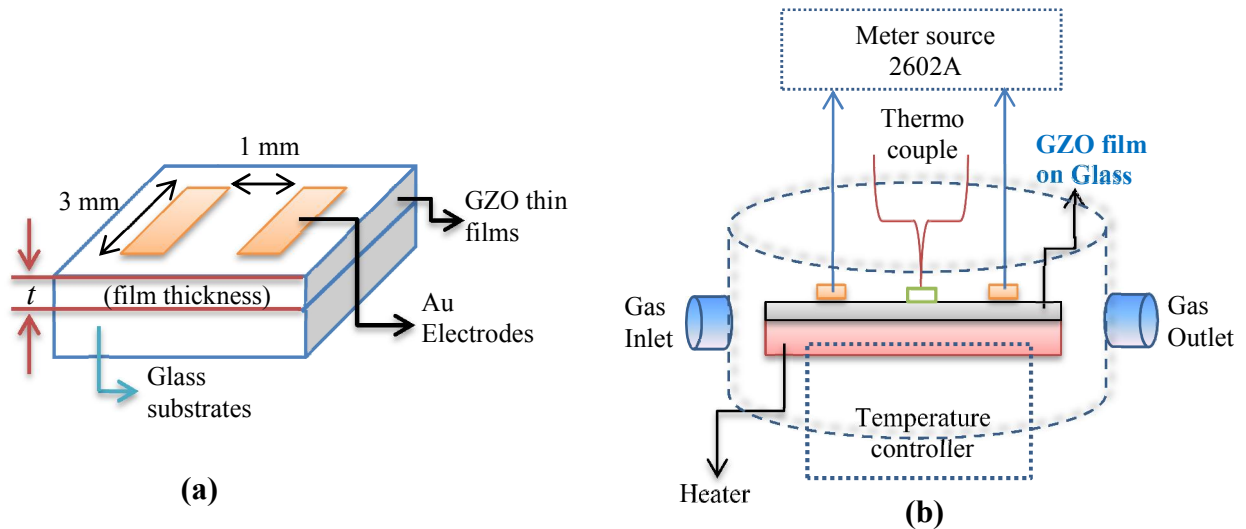 1 mm
3 mm
GZO thin
films
t
(film thickness)
Au
Electrodes
Glass
substrates
(a)
Meter source
2602A
Thermo
couple
GZO film
on Glass
Gas
Inlet
Gas
Outlet
Temperature
controller
Heater
(b)